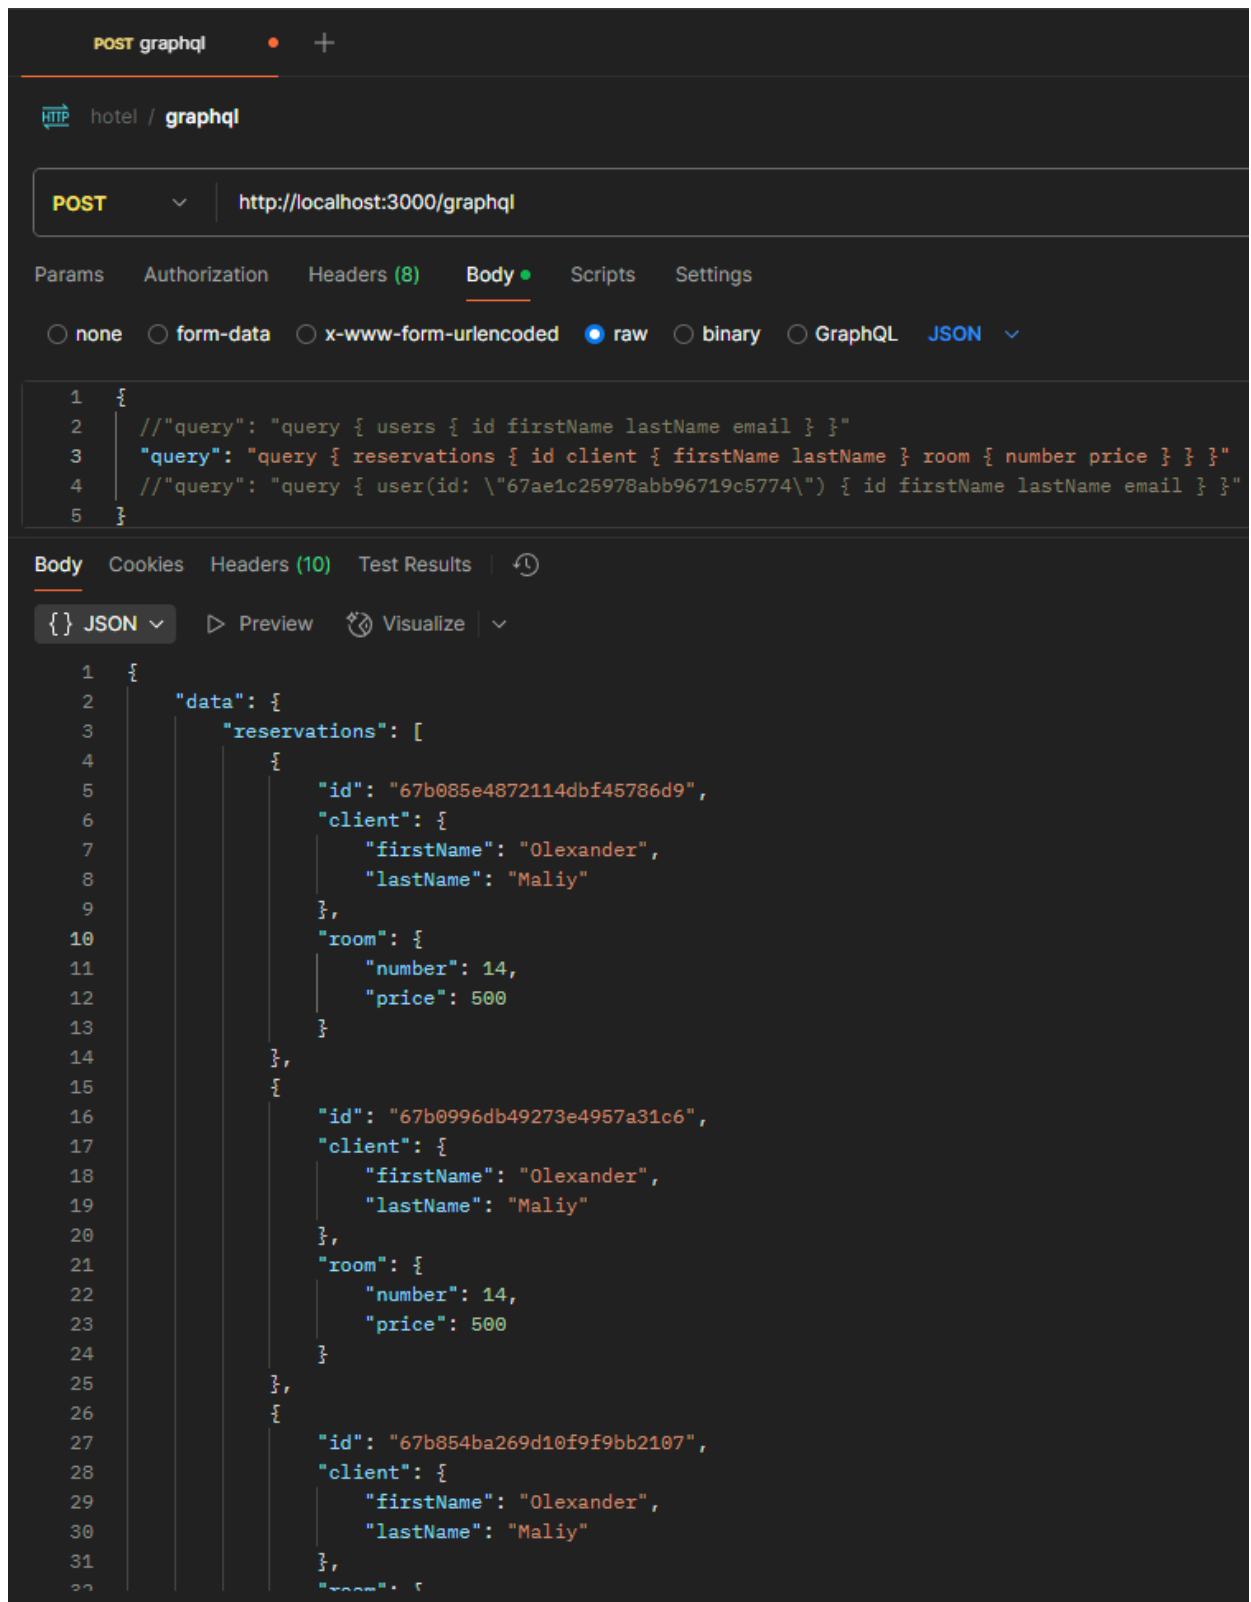 POST graphql
HTTP hotel / graphql
POST http://localhost:3000/graphql
Params Authorization Headers (8) Body Scripts Settings
none form-data x-www-form-urlencoded raw binary GraphQL JSON
1 {
2 //"query": "query { users { id firstName lastName email } }"
3 "query": "query { reservations { id client { firstName lastName } room { number price } } }"
4 //"query": "query { user(id: \"67ae1c25978abb96719c5774\") { id firstName lastName email } }"
5 }
Body Cookies Headers (10) Test Results
{} JSON Preview Visualize
1 {
2 "data": {
3 "reservations": [
4 {
5 "id": "67b085e4872114dbf45786d9",
6 "client": {
7 "firstName": "Olexander",
8 "lastName": "Maliy"
9 },
10 "room": {
11 "number": 14,
12 "price": 500
13 }
14 },
15 {
16 "id": "67b0996db49273e4957a31c6",
17 "client": {
18 "firstName": "Olexander",
19 "lastName": "Maliy"
20 },
21 "room": {
22 "number": 14,
23 "price": 500
24 }
25 },
26 {
27 "id": "67b854ba269d10f9f9bb2107",
28 "client": {
29 "firstName": "Olexander",
30 "lastName": "Maliy"
31 },
32 "room": {